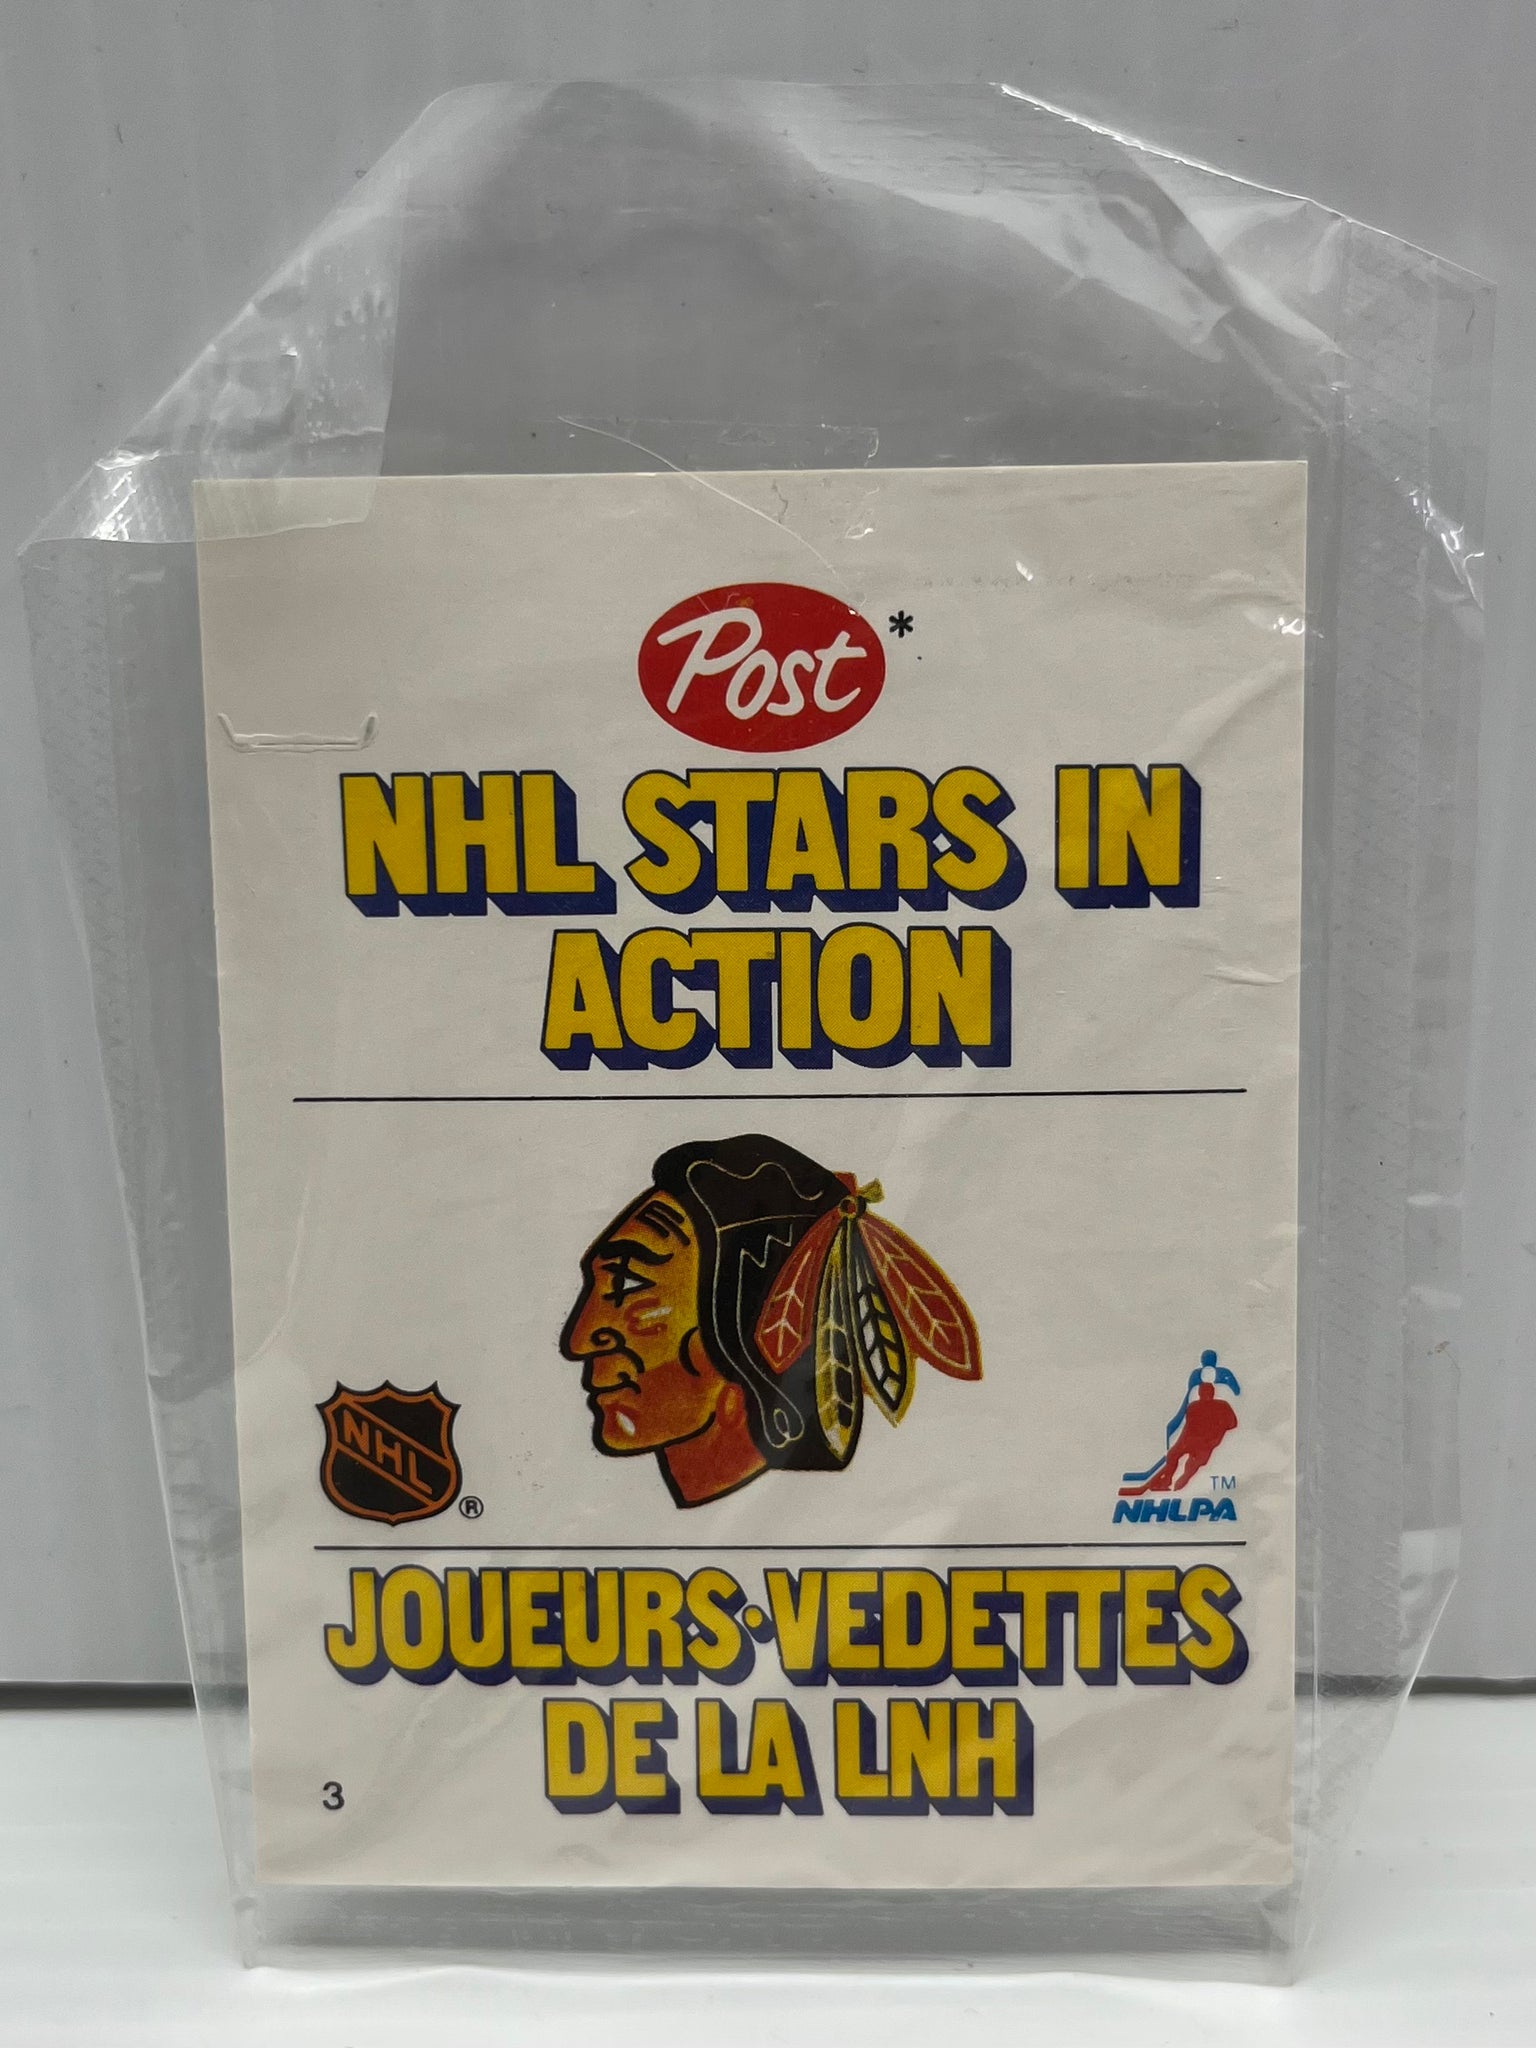 Post*
NHL STARS IN
ACTION
NHL ®
TM
NHLPA
JOUEURS•VEDETTES
DE LA LNH
3